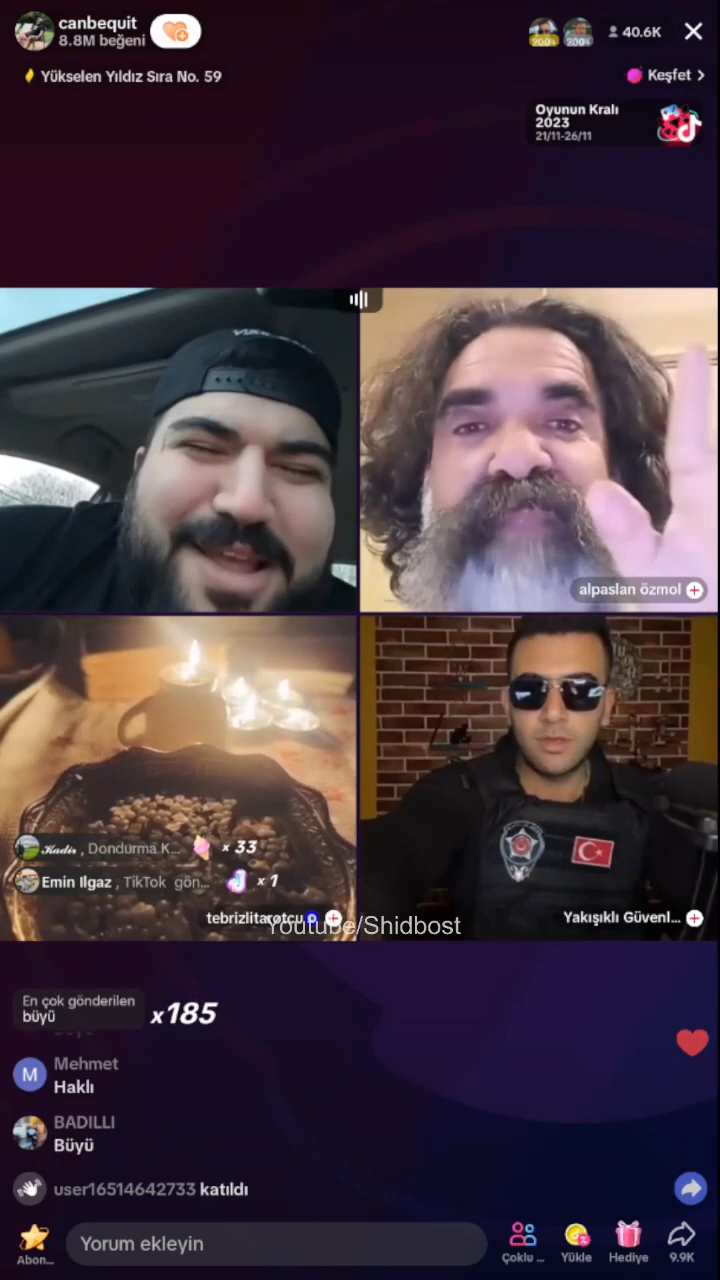 canbequit
8.8M beğeni
200+
200+
40.6K
Yükselen Yıldız Sıra No. 59
Keşfet
Oyunun Kralı
2023
21/11-26/11
alpaslan özmol
Kadir , Dondurma K... x 33
Emin Ilgaz , TikTok gön... x 1
tebrizlitarotcu.o
Yakışıklı Güvenl...
Youtube/Shidbost
En çok gönderilen
büyü
x185
M
Mehmet
Haklı
BADILLI
Büyü
user16514642733 katıldı
Yorum ekleyin
Abon...
Çoklu ...
Yükle
Hediye
9.9K